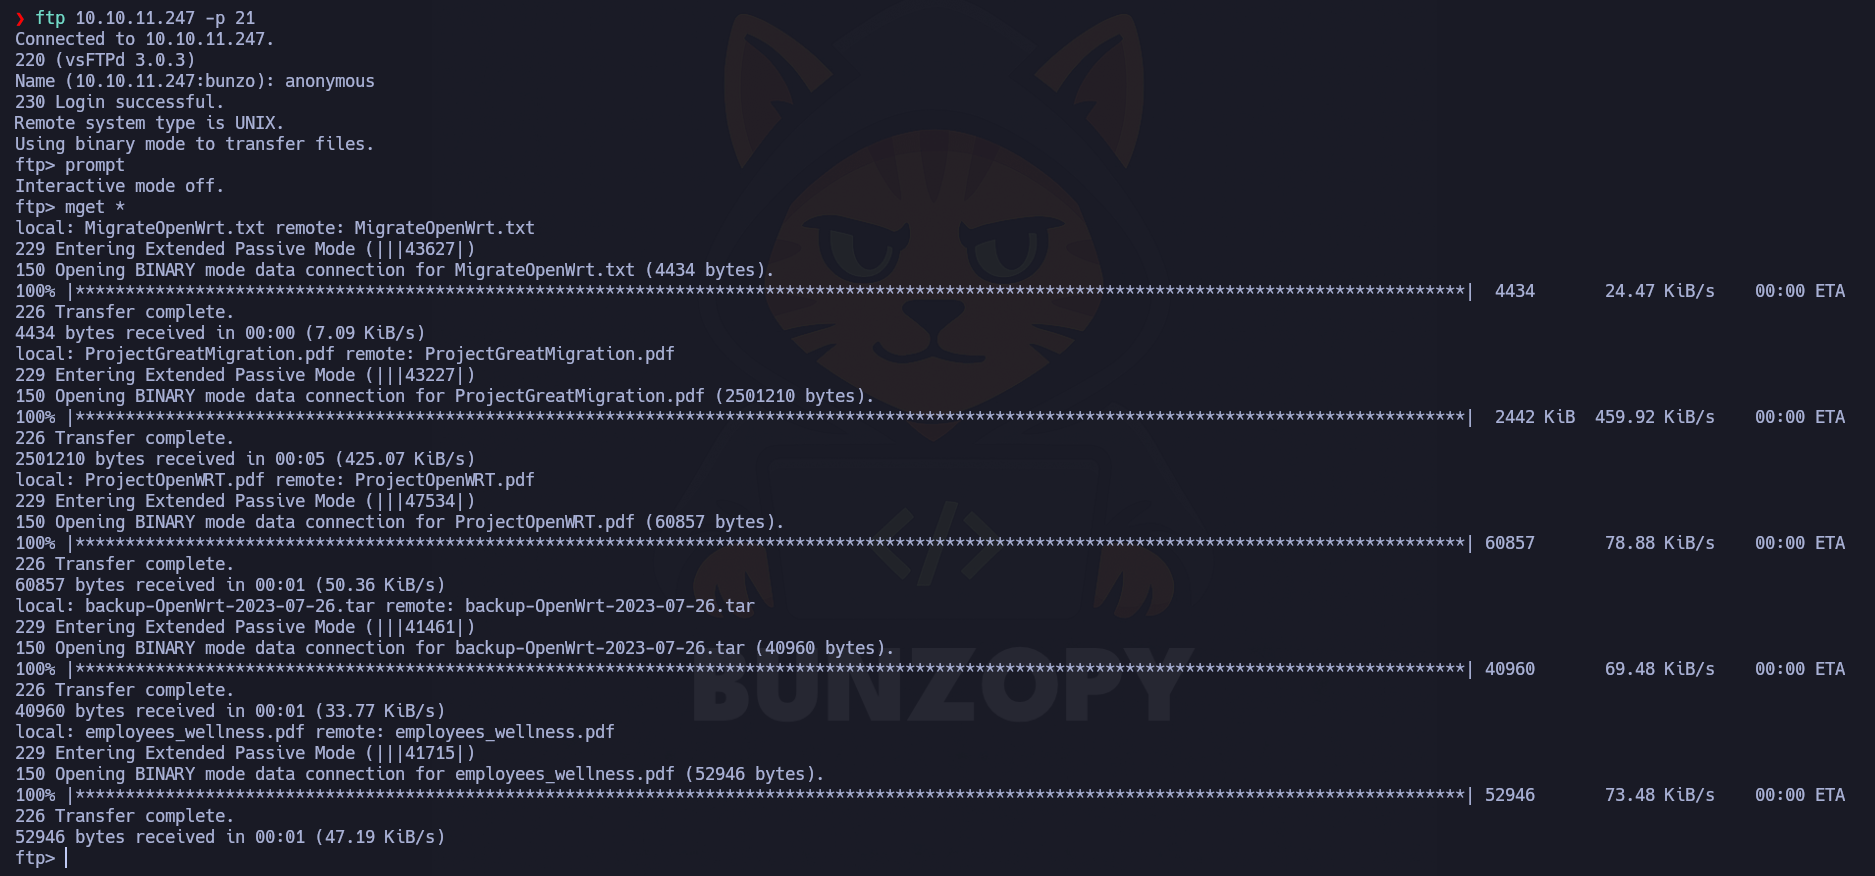 ❯ ftp 10.10.11.247 -p 21
Connected to 10.10.11.247.
220 (vsFTPd 3.0.3)
Name (10.10.11.247:bunzo): anonymous
230 Login successful.
Remote system type is UNIX.
Using binary mode to transfer files.
ftp> prompt
Interactive mode off.
ftp> mget *
local: MigrateOpenWrt.txt remote: MigrateOpenWrt.txt
229 Entering Extended Passive Mode (|||43627|)
150 Opening BINARY mode data connection for MigrateOpenWrt.txt (4434 bytes).
100% |*******************************************************************************************************************************************| 4434 24.47 KiB/s 00:00 ETA
226 Transfer complete.
4434 bytes received in 00:00 (7.09 KiB/s)
local: ProjectGreatMigration.pdf remote: ProjectGreatMigration.pdf
229 Entering Extended Passive Mode (|||43227|)
150 Opening BINARY mode data connection for ProjectGreatMigration.pdf (2501210 bytes).
100% |*******************************************************************************************************************************************| 2442 KiB 459.92 KiB/s 00:00 ETA
226 Transfer complete.
2501210 bytes received in 00:05 (425.07 KiB/s)
local: ProjectOpenWRT.pdf remote: ProjectOpenWRT.pdf
229 Entering Extended Passive Mode (|||47534|)
150 Opening BINARY mode data connection for ProjectOpenWRT.pdf (60857 bytes).
100% |*******************************************************************************************************************************************| 60857 78.88 KiB/s 00:00 ETA
226 Transfer complete.
60857 bytes received in 00:01 (50.36 KiB/s)
local: backup-OpenWrt-2023-07-26.tar remote: backup-OpenWrt-2023-07-26.tar
229 Entering Extended Passive Mode (|||41461|)
150 Opening BINARY mode data connection for backup-OpenWrt-2023-07-26.tar (40960 bytes).
100% |*******************************************************************************************************************************************| 40960 69.48 KiB/s 00:00 ETA
226 Transfer complete.
40960 bytes received in 00:01 (33.77 KiB/s)
local: employees_wellness.pdf remote: employees_wellness.pdf
229 Entering Extended Passive Mode (|||41715|)
150 Opening BINARY mode data connection for employees_wellness.pdf (52946 bytes).
100% |*******************************************************************************************************************************************| 52946 73.48 KiB/s 00:00 ETA
226 Transfer complete.
52946 bytes received in 00:01 (47.19 KiB/s)
ftp>
</>
BUNZOPY